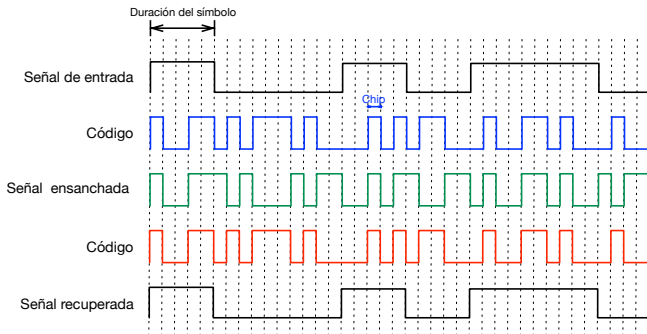 Duración del símbolo
Señal de entrada
Chip
Código
Señal ensanchada
Código
Señal recuperada